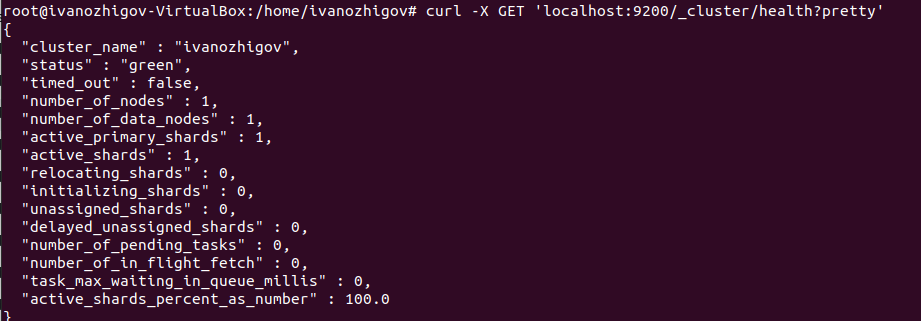 root@ivanozhigov-VirtualBox:/home/ivanozhigov# curl -X GET 'localhost:9200/_cluster/health?pretty'
{
  "cluster_name" : "ivanozhigov",
  "status" : "green",
  "timed_out" : false,
  "number_of_nodes" : 1,
  "number_of_data_nodes" : 1,
  "active_primary_shards" : 1,
  "active_shards" : 1,
  "relocating_shards" : 0,
  "initializing_shards" : 0,
  "unassigned_shards" : 0,
  "delayed_unassigned_shards" : 0,
  "number_of_pending_tasks" : 0,
  "number_of_in_flight_fetch" : 0,
  "task_max_waiting_in_queue_millis" : 0,
  "active_shards_percent_as_number" : 100.0
}